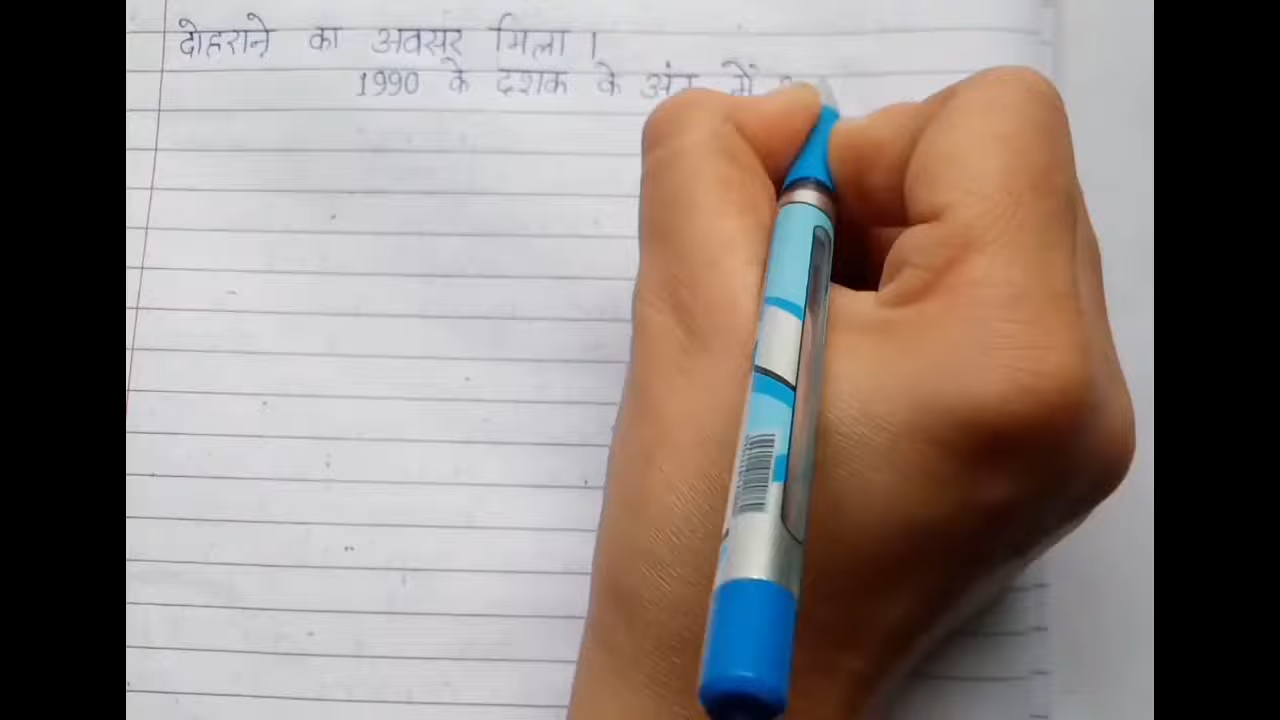 दोहराने का अवसर मिला।
1990 के दशक के अंत में